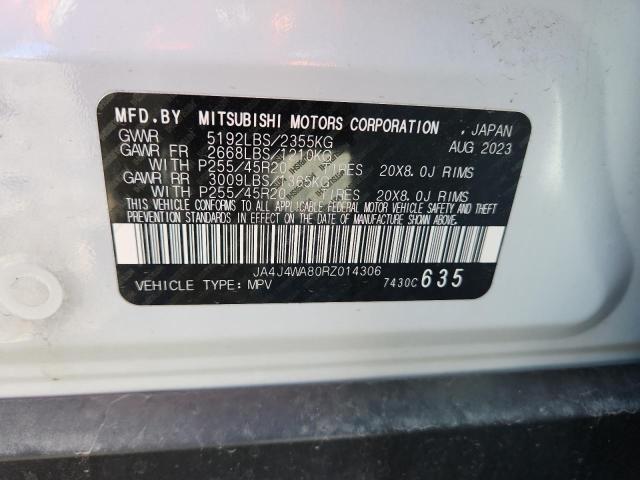 MFD.BY MITSUBISHI MOTORS CORPORATION . JAPAN
GVWR 5192LBS/2355KG AUG 2023
GAWR FR 2668LBS/1210KG
WITH P255/45R20 TIRES 20X8.0J RIMS
GAWR RR 3009LBS/1365KG
WITH P255/45R20 TIRES 20X8.0J RIMS
THIS VEHICLE CONFORMS TO ALL APPLICABLE FEDERAL MOTOR VEHICLE SAFETY AND THEFT
PREVENTION STANDARDS IN EFFECT ON THE DATE OF MANUFACTURE SHOWN ABOVE.
JA4J4WA80RZ014306
VEHICLE TYPE: MPV 7430C 635